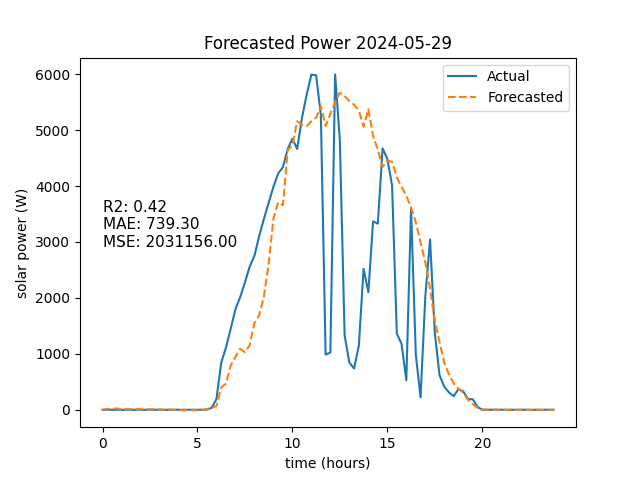 Forecasted Power 2024-05-29
Actual
Forecasted
R2: 0.42
MAE: 739.30
MSE: 2031156.00
solar power (W)
6000
5000
4000
3000
2000
1000
0
0 5 10 15 20
time (hours)